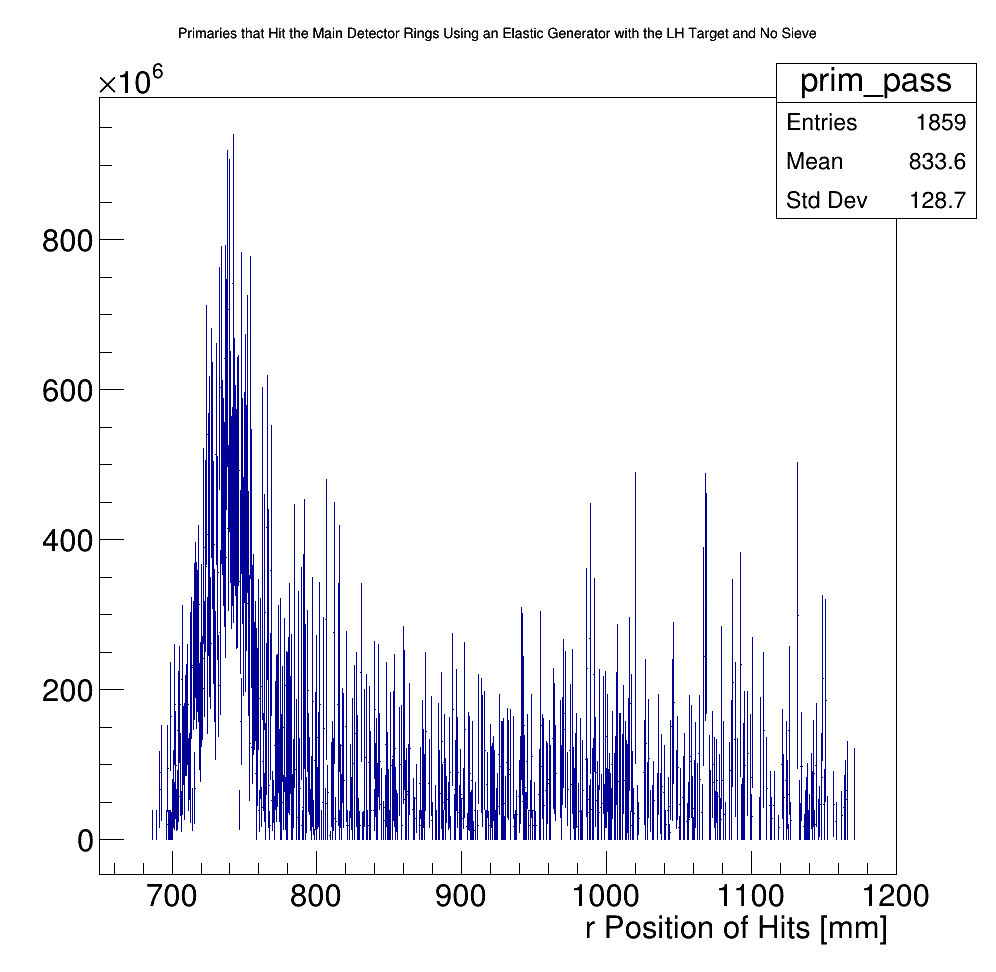 Primaries that Hit the Main Detector Rings Using an Elastic Generator with the LH Target and No Sieve
×10⁶
prim_pass
Entries 1859
Mean 833.6
Std Dev 128.7
800
600
400
200
0
700 800 900 1000 1100 1200
r Position of Hits [mm]